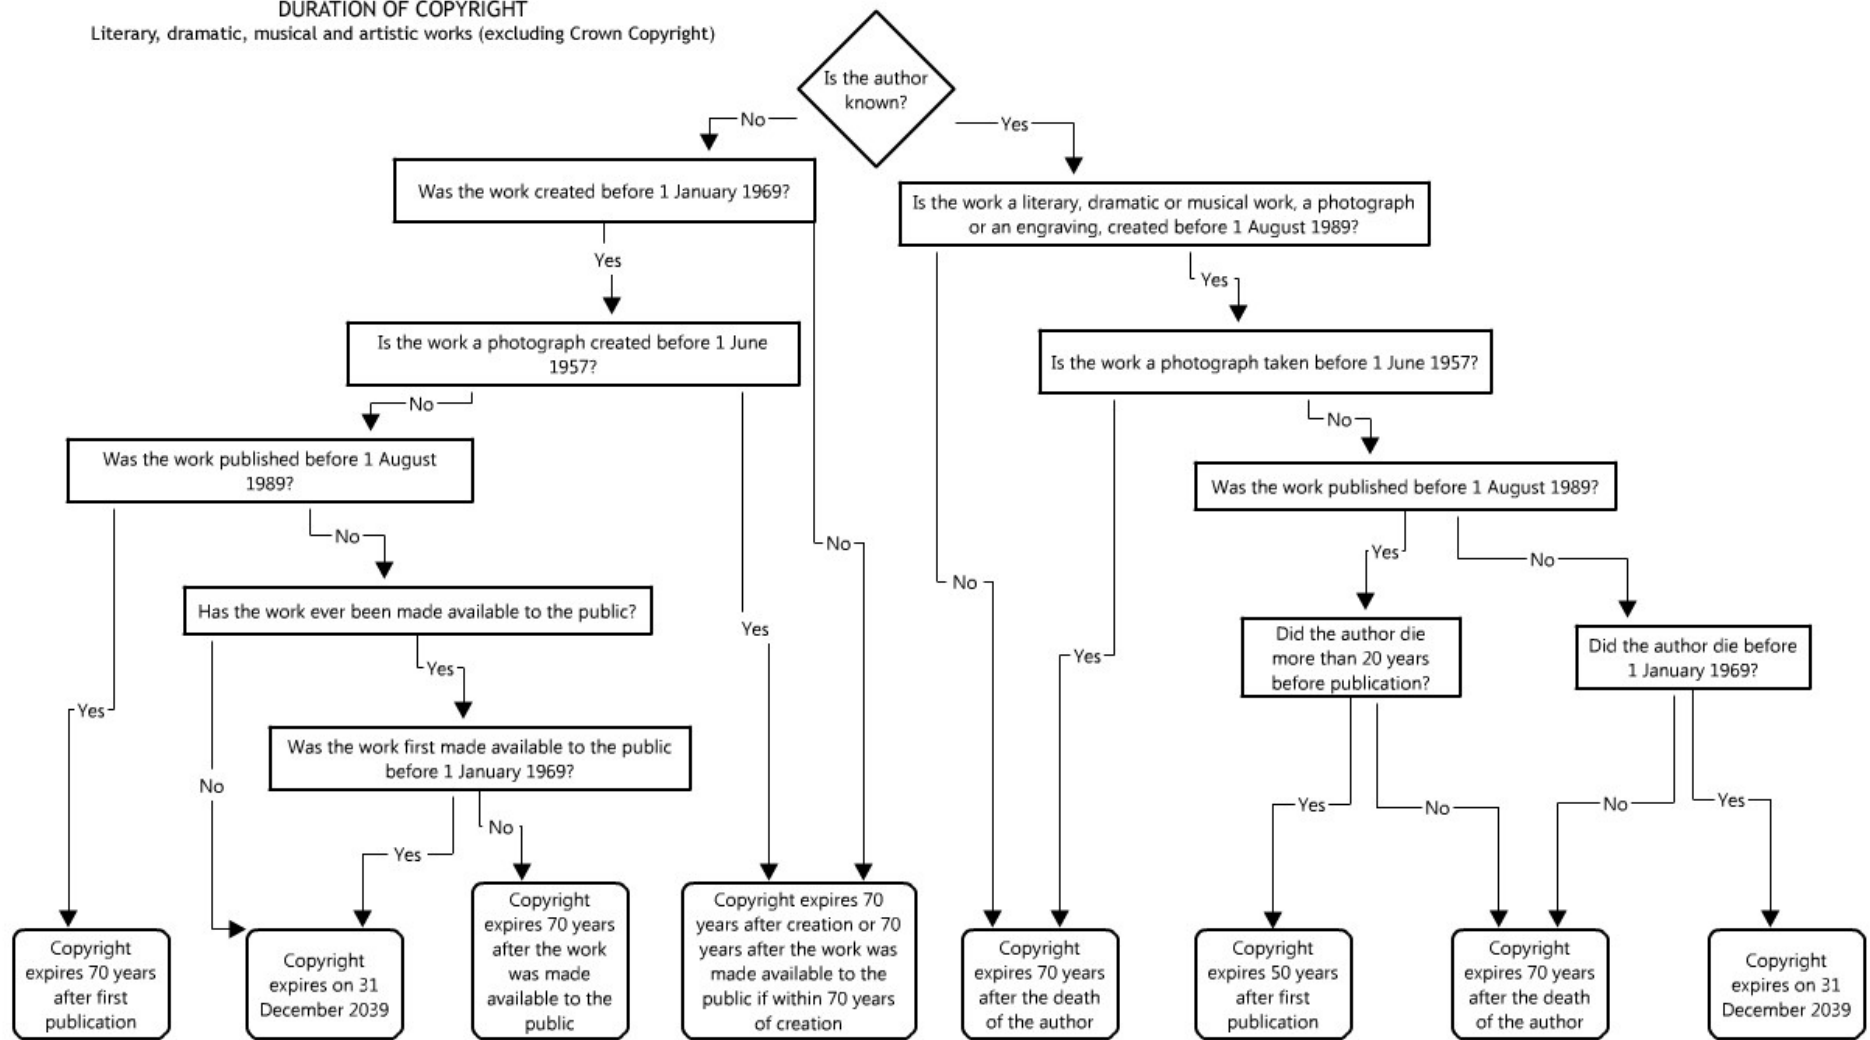 DURATION OF COPYRIGHT
Literary, dramatic, musical and artistic works (excluding Crown Copyright)
Is the author
known?
No
Yes
Was the work created before 1 January 1969?
Is the work a literary, dramatic or musical work, a photograph
or an engraving, created before 1 August 1989?
Yes
Yes
Is the work a photograph created before 1 June
1957?
Is the work a photograph taken before 1 June 1957?
No
No
Was the work published before 1 August
1989?
Was the work published before 1 August 1989?
No
No
Yes
No
No
Has the work ever been made available to the public?
Yes
Did the author die
more than 20 years
before publication?
Did the author die before
1 January 1969?
Yes
Yes
Yes
Was the work first made available to the public
before 1 January 1969?
No
Yes
No
No
Yes
No
Yes
Copyright
expires 70 years
after first
publication
Copyright
expires on 31
December 2039
Copyright
expires 70 years
after the work
was made
available to the
public
Copyright expires 70
years after creation or 70
years after the work was
made available to the
public if within 70 years
of creation
Copyright
expires 70 years
after the death
of the author
Copyright
expires 50 years
after first
publication
Copyright
expires 70 years
after the death
of the author
Copyright
expires on 31
December 2039